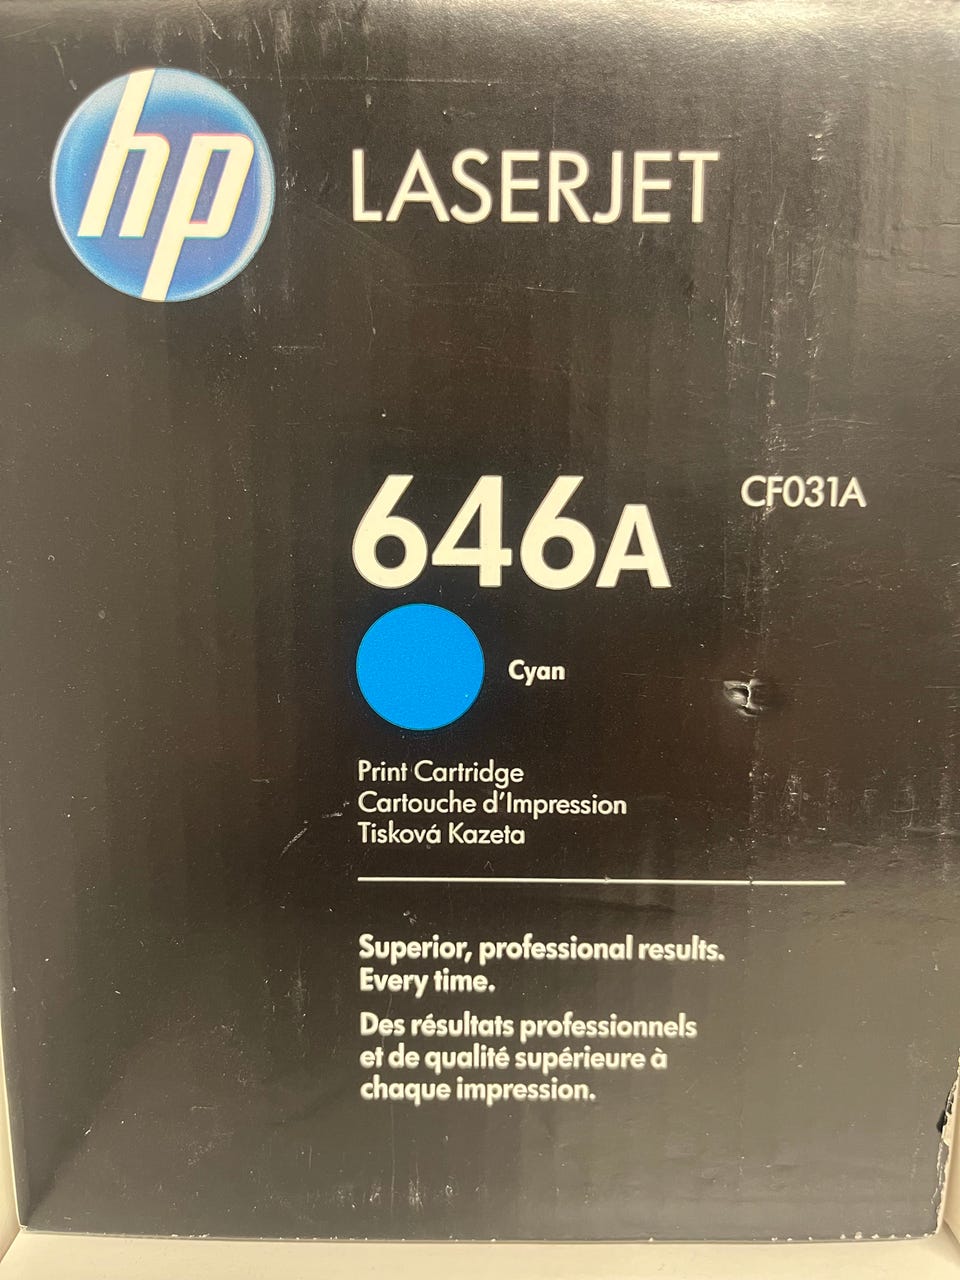 hp
LASERJET
646A
CF031A
Cyan
Print Cartridge
Cartouche d'Impression
Tisková Kazeta
Superior, professional results.
Every time.
Des résultats professionnels
et de qualité supérieure à
chaque impression.